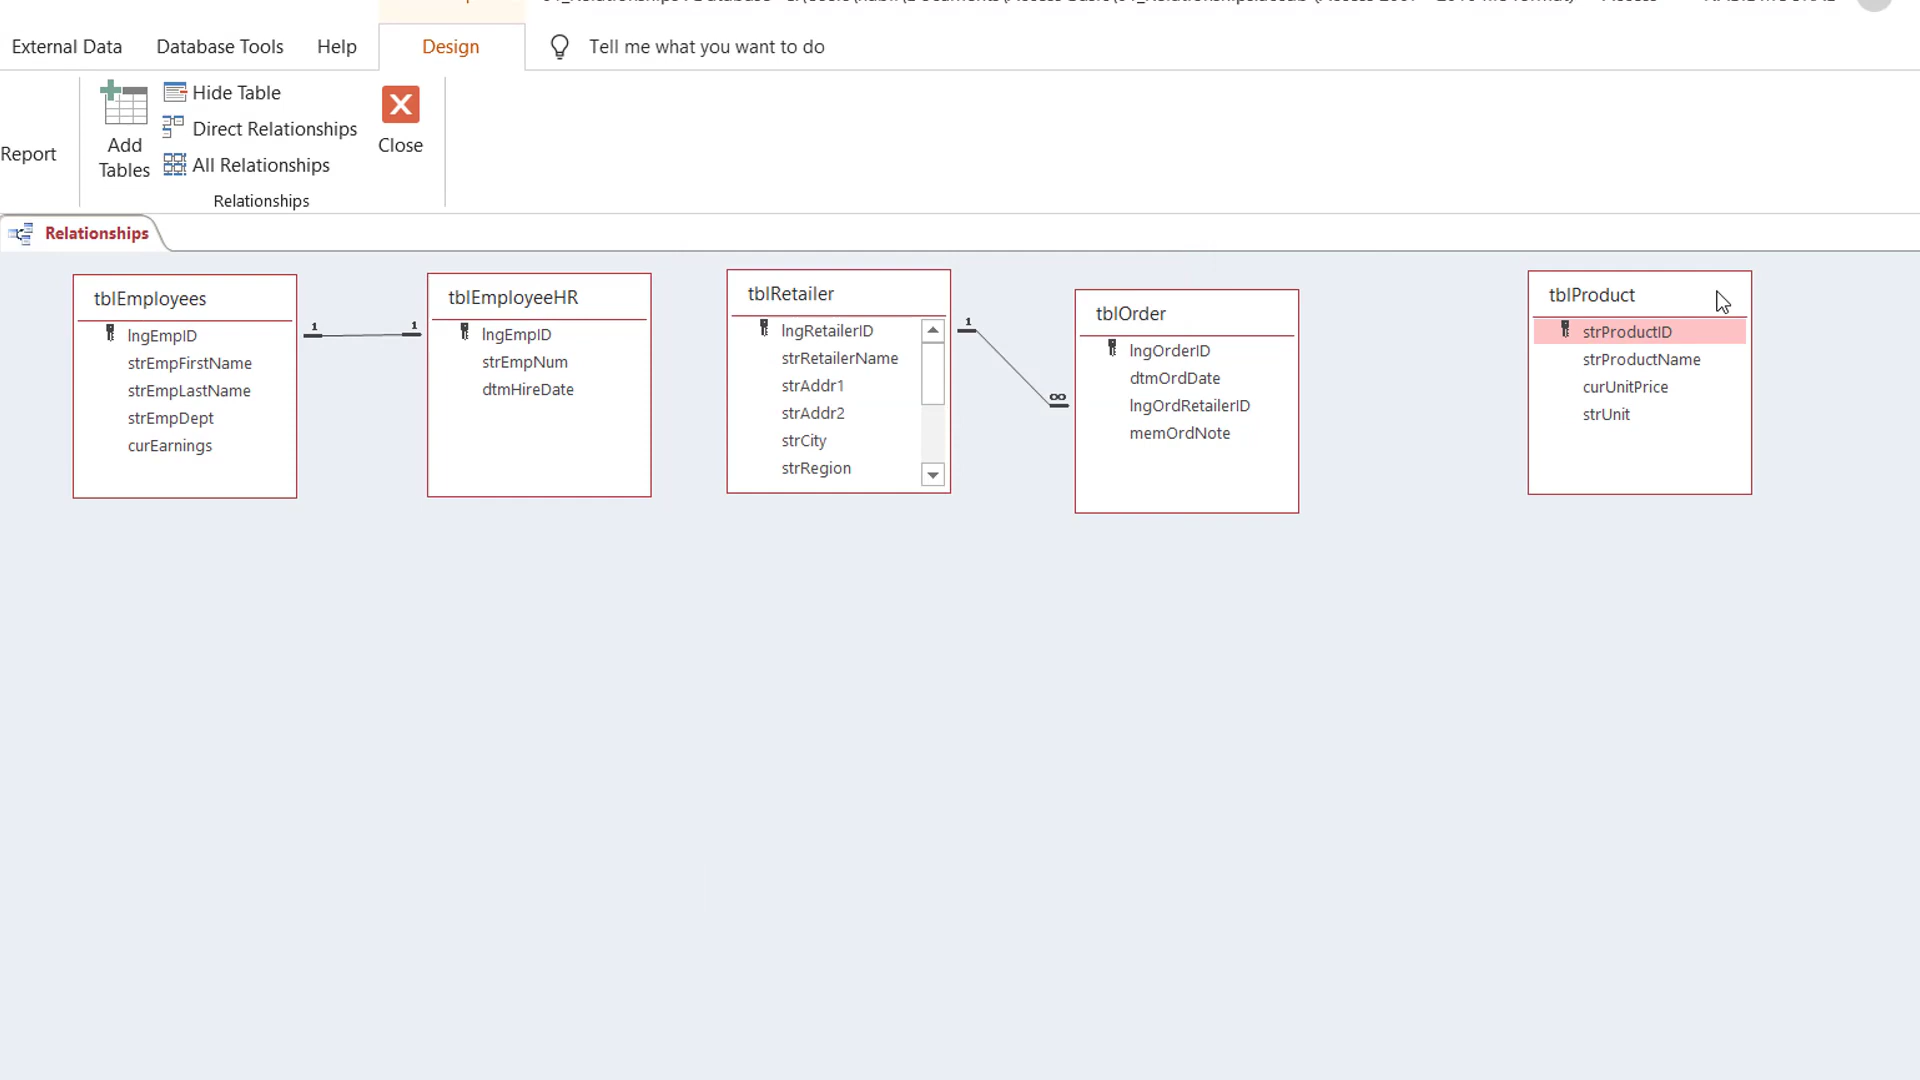 External Data
Database Tools
Help
Design
Tell me what you want to do
Report
Add
Tables
Hide Table
Direct Relationships
All Relationships
Close
Relationships
Relationships
tblEmployees
lngEmpID
strEmpFirstName
strEmpLastName
strEmpDept
curEarnings
1
1
tblEmployeeHR
lngEmpID
strEmpNum
dtmHireDate
tblRetailer
lngRetailerID
strRetailerName
strAddr1
strAddr2
strCity
strRegion
1
∞
tblOrder
lngOrderID
dtmOrdDate
lngOrdRetailerID
memOrdNote
tblProduct
strProductID
strProductName
curUnitPrice
strUnit